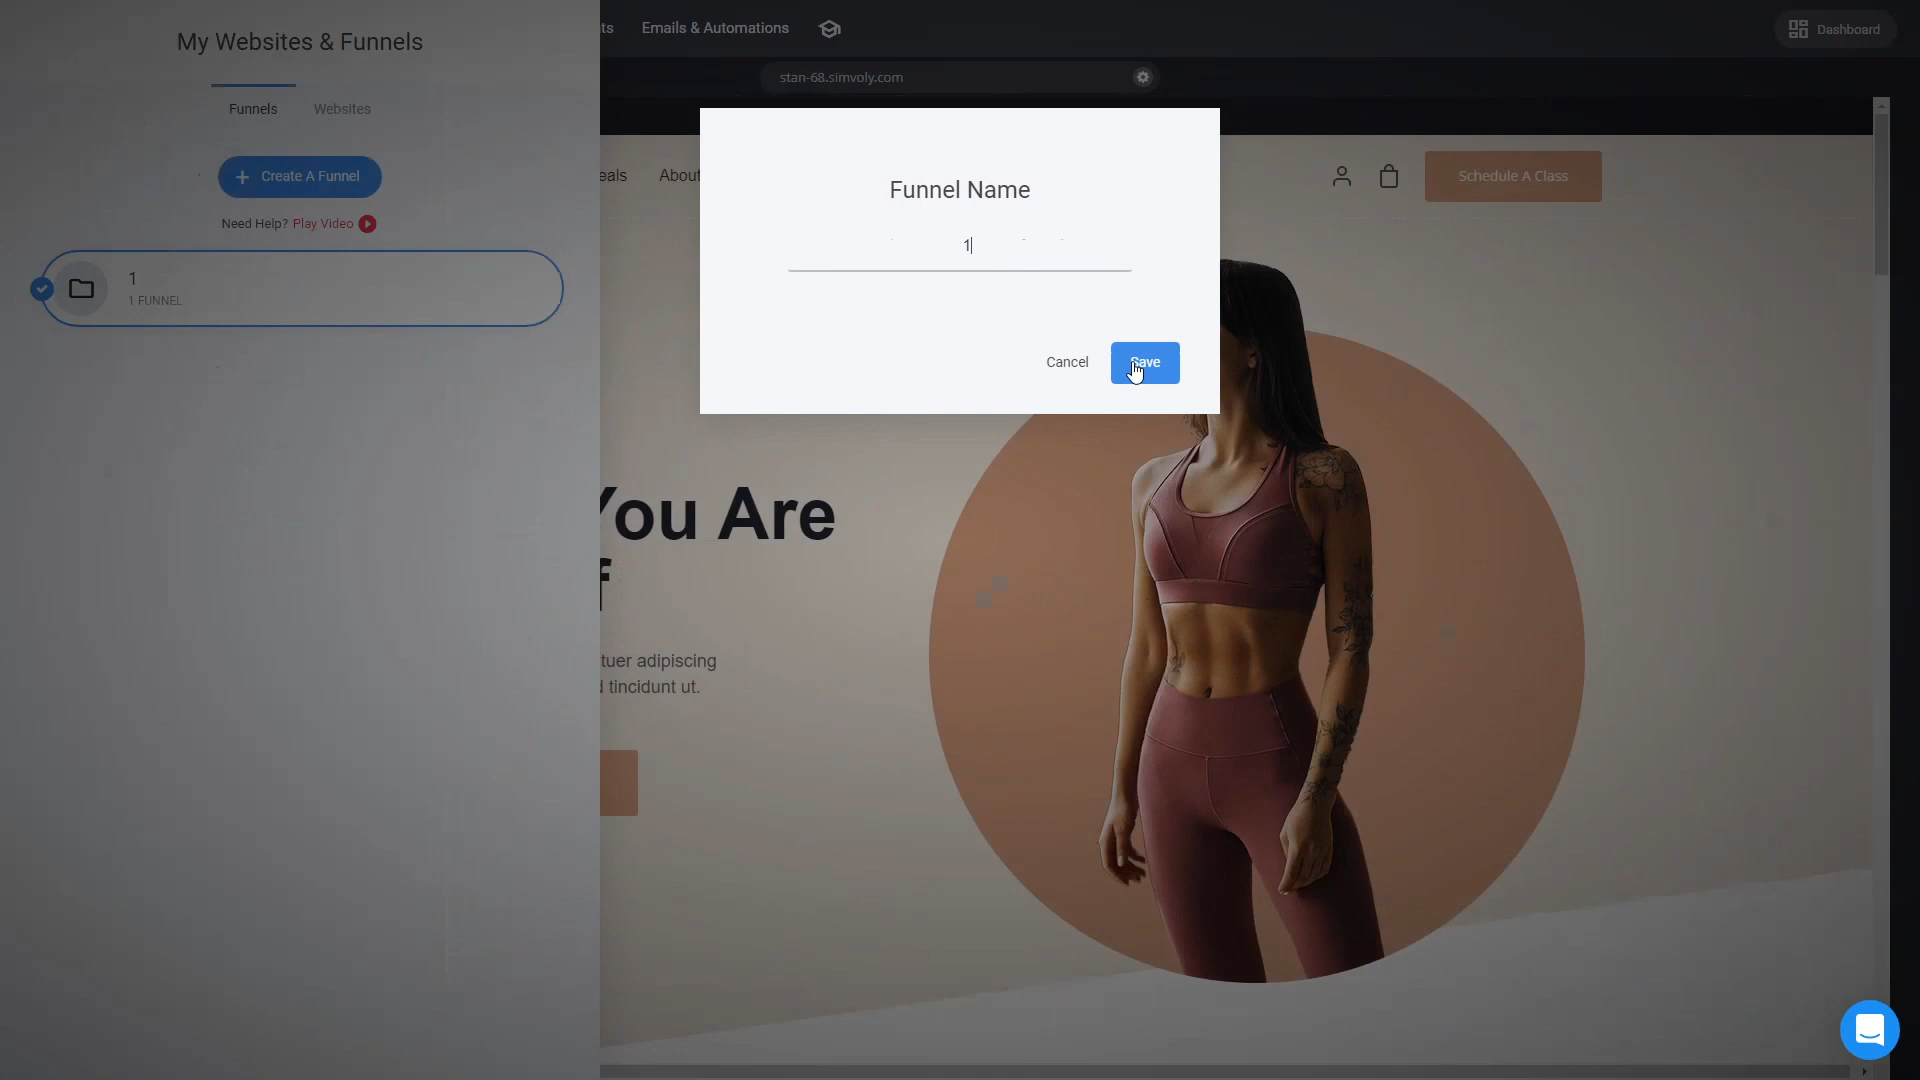 My Websites & Funnels
Funnels
Websites
Create A Funnel
Need Help? Play Video
1
1 FUNNEL
Emails & Automations
Dashboard
stan-68.simvoly.com
About
Schedule A Class
Funnel Name
1
Cancel
Save
You Are
tuer adipiscing
tincidunt ut.